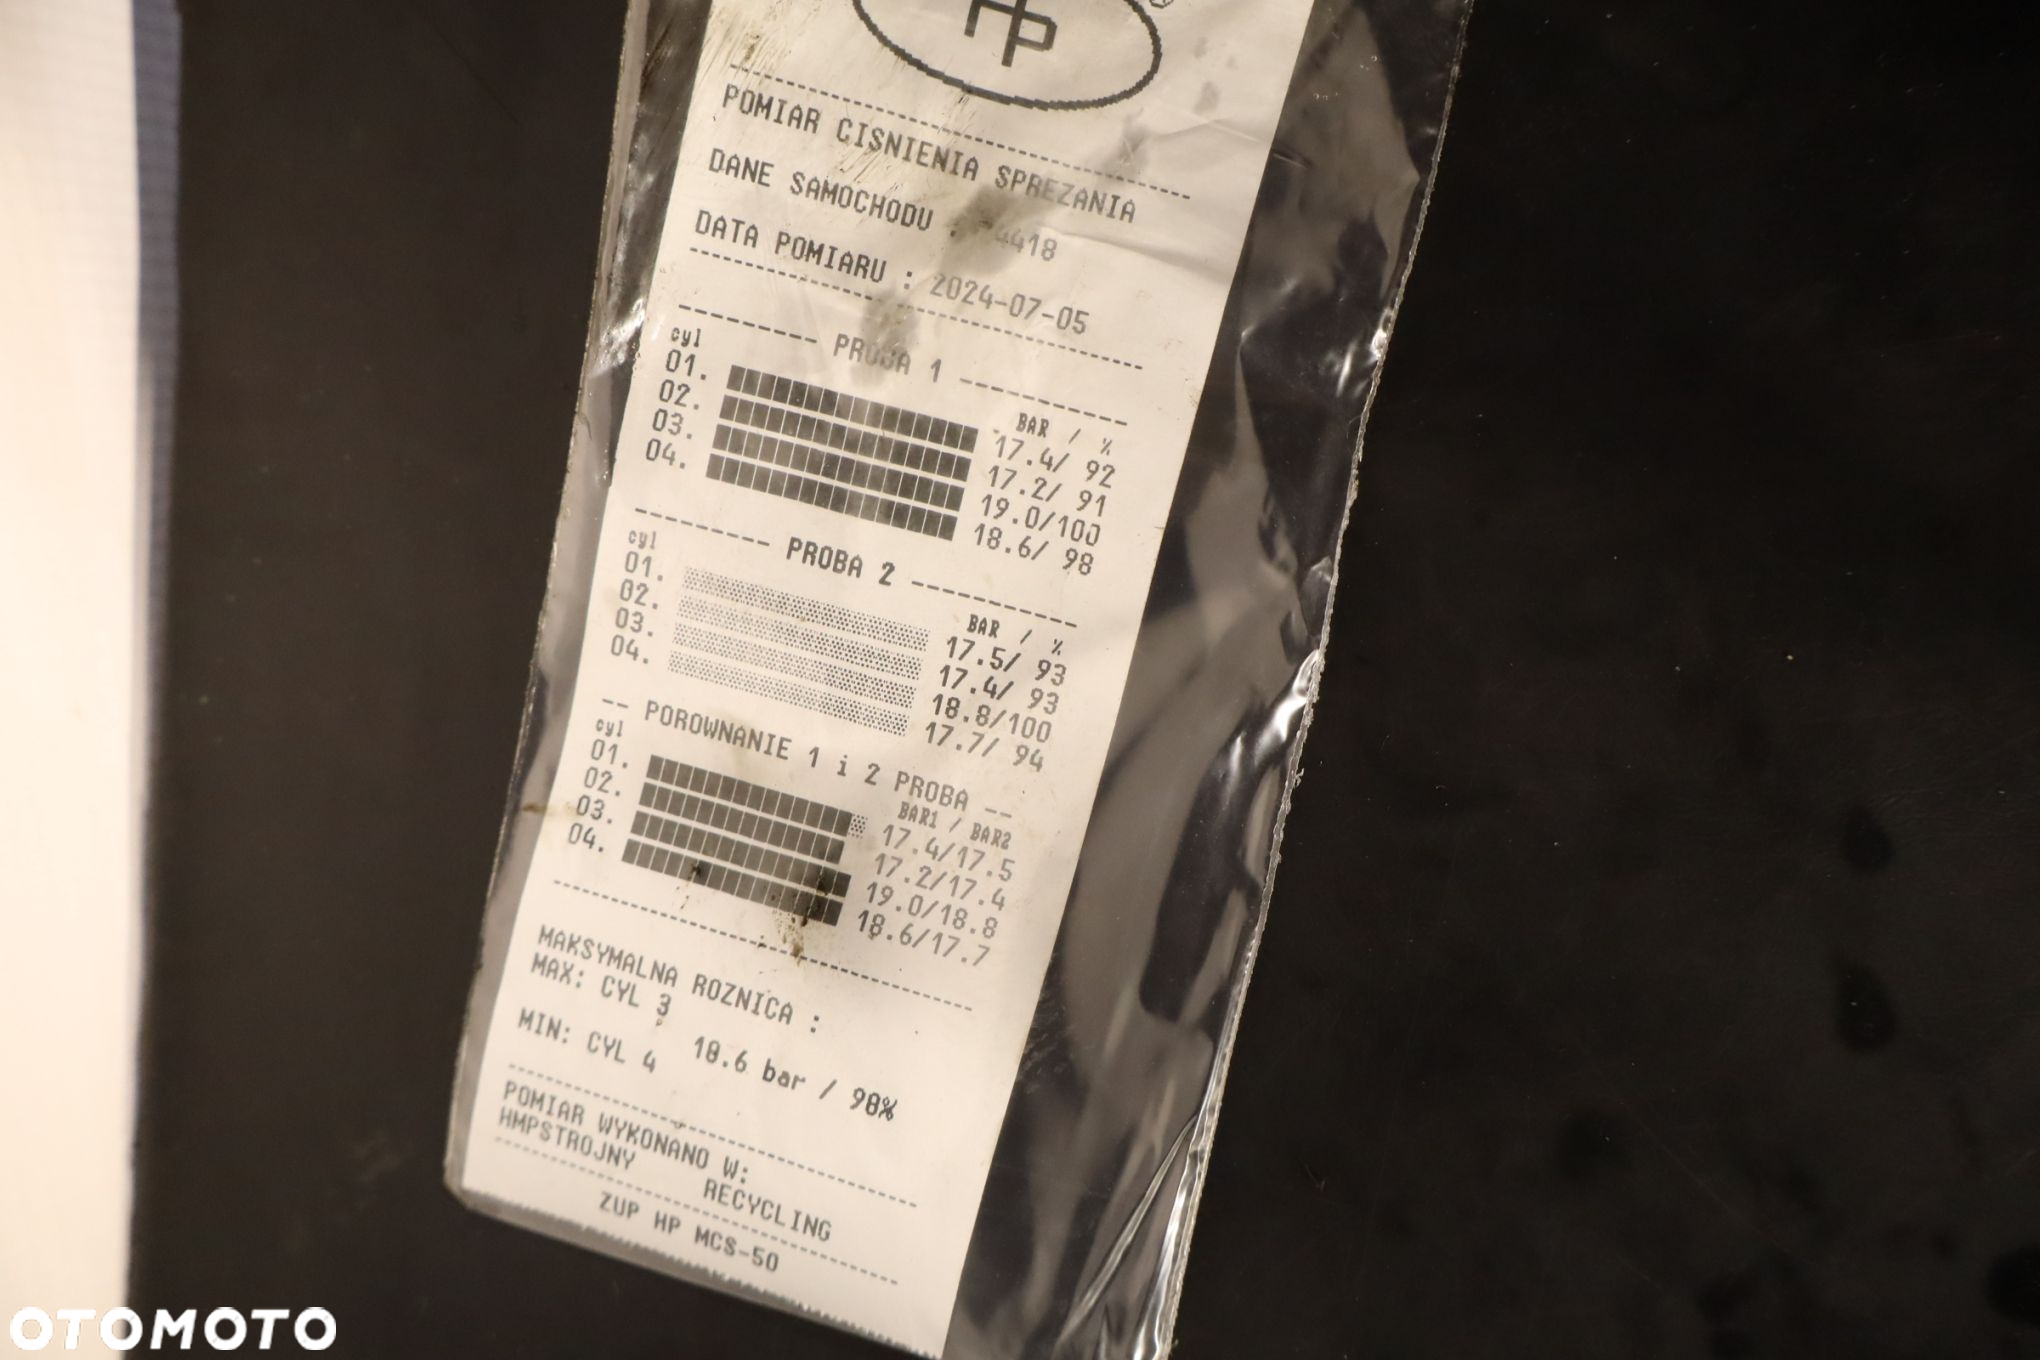 HP
POMIAR CISNIENIA SPREZANIA
DANE SAMOCHODU : 4418
DATA POMIARU : 2024-07-05
PROBA 1
cyl BAR / %
01. 17.4/ 92
02. 17.2/ 91
03. 19.0/100
04. 18.6/ 98
PROBA 2
cyl BAR / %
01. 17.5/ 93
02. 17.4/ 93
03. 18.8/100
04. 17.7/ 94
-- POROWNANIE 1 i 2 PROBA --
cyl BAR1 / BAR2
01. 17.4/17.5
02. 17.2/17.4
03. 19.0/18.8
04. 18.6/17.7
MAKSYMALNA ROZNICA :
MAX: CYL 3
18.6 bar / 98%
MIN: CYL 4
POMIAR WYKONANO W:
HMPSTROJNY
RECYCLING
ZUP HP MCS-50
OTOMOTO